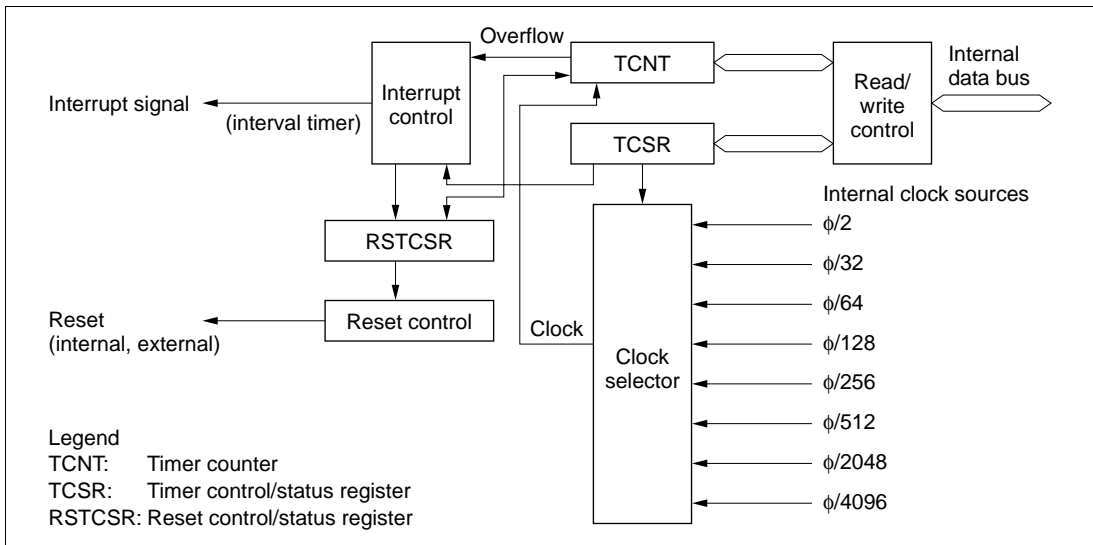 Overflow
TCNT
Internal
data bus
Interrupt signal
(interval timer)
Interrupt
control
Read/
write
control
TCSR
Internal clock sources
RSTCSR
ϕ/2
ϕ/32
ϕ/64
Reset
(internal, external)
Reset control
Clock
ϕ/128
Clock
selector
ϕ/256
ϕ/512
ϕ/2048
ϕ/4096
Legend
TCNT: Timer counter
TCSR: Timer control/status register
RSTCSR: Reset control/status register